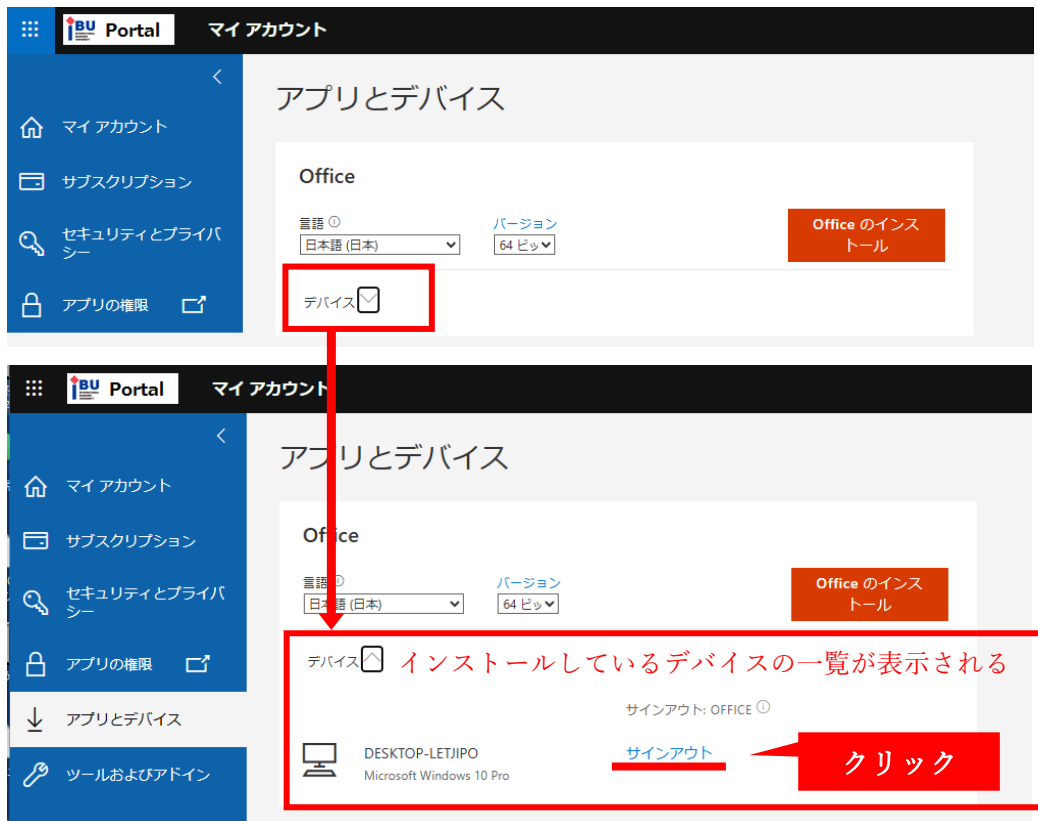 iBU Portal マイ アカウント
アプリとデバイス
マイ アカウント
サブスクリプション
セキュリティとプライバ
シー
アプリの権限
Office
言語 バージョン
日本語 (日本) 64 ビッ
Office のインス
トール
デバイス
iBU Portal マイ アカウント
アプリとデバイス
マイ アカウント
サブスクリプション
セキュリティとプライバ
シー
アプリの権限
アプリとデバイス
ツールおよびアドイン
Office
言語 バージョン
日本語 (日本) 64 ビッ
Office のインス
トール
デバイス インストールしているデバイスの一覧が表示される
サインアウト: OFFICE
DESKTOP-LETJIPO サインアウト
Microsoft Windows 10 Pro
クリック